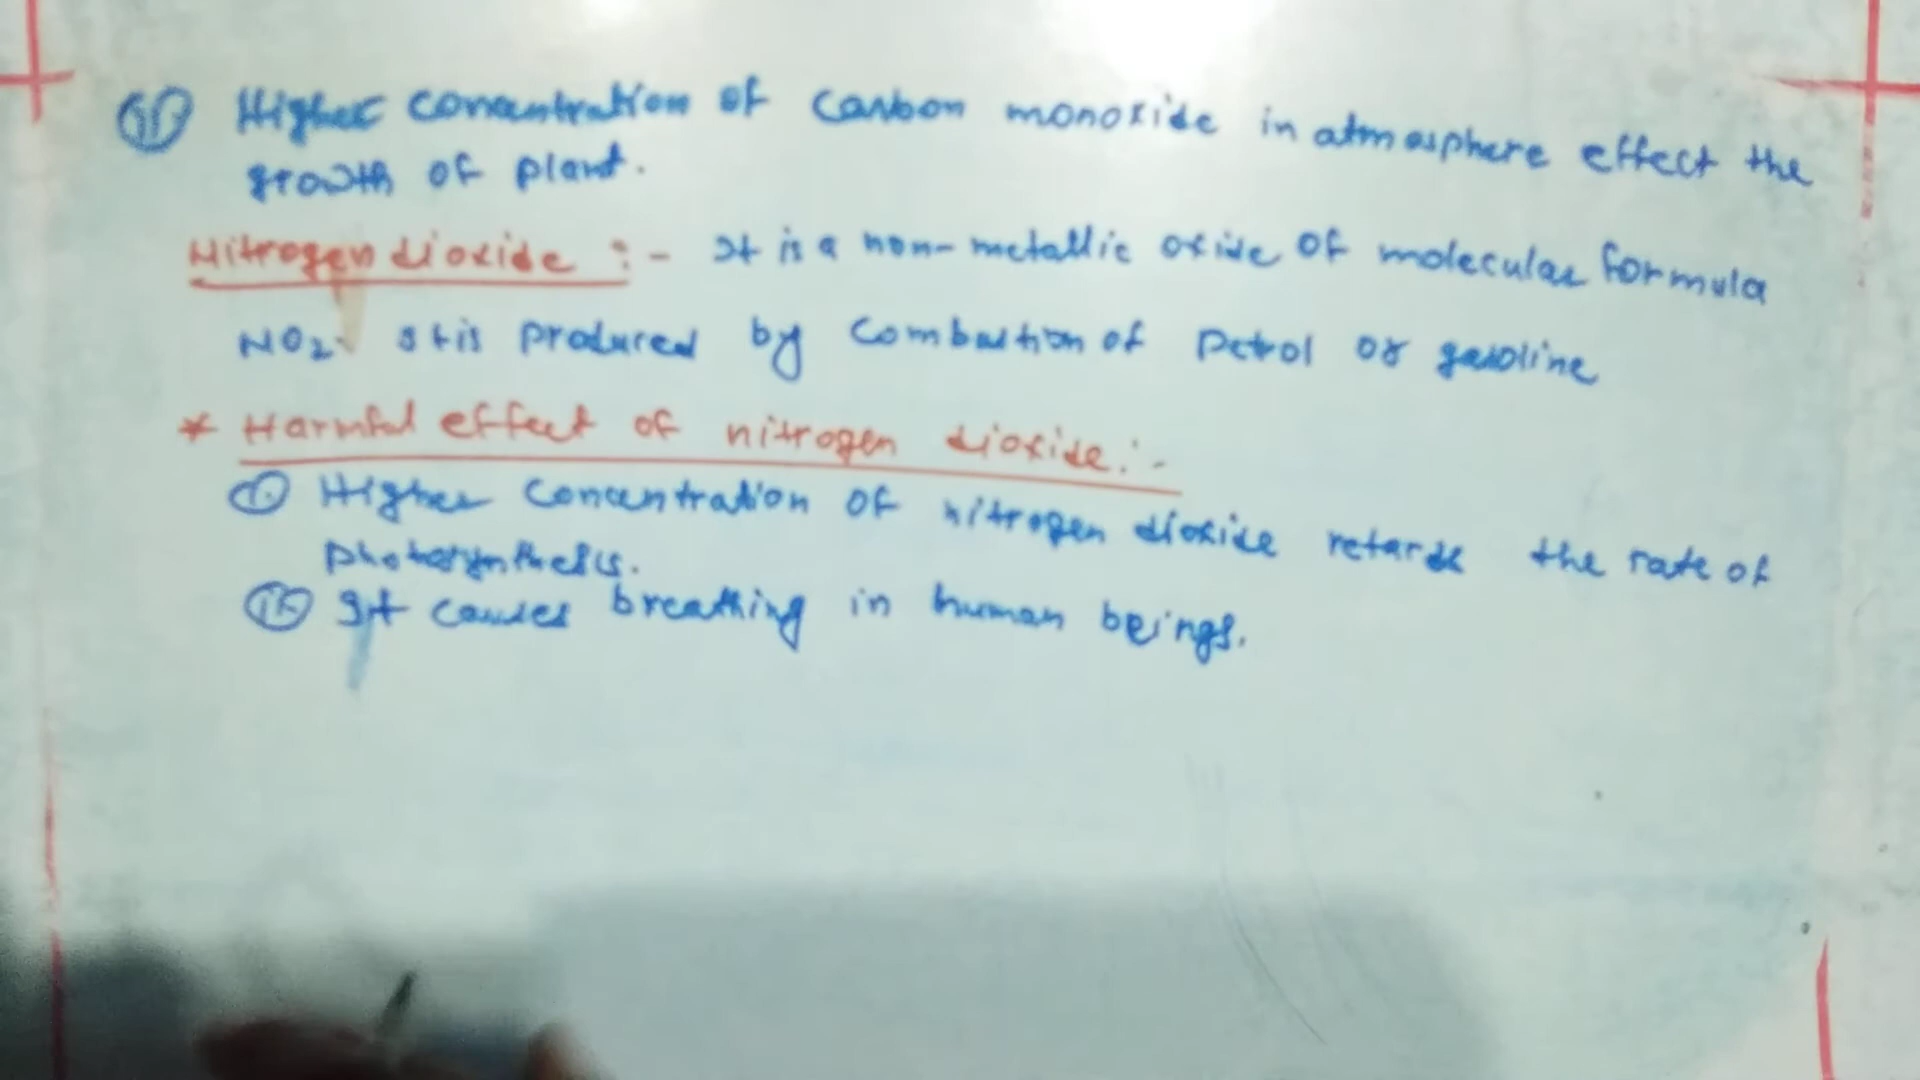 (ii) Higher concentration of carbon monoxide in atmosphere effect the
growth of plant.
Nitrogen dioxide :- It is a non-metallic oxide of molecular formula
NO2. It is produced by Combustion of Petrol or gasoline
* Harmful effect of nitrogen dioxide:-
(i) Higher Concentration of nitrogen dioxide retards the rate of
photosynthesis.
(ii) It causes breathing in human beings.